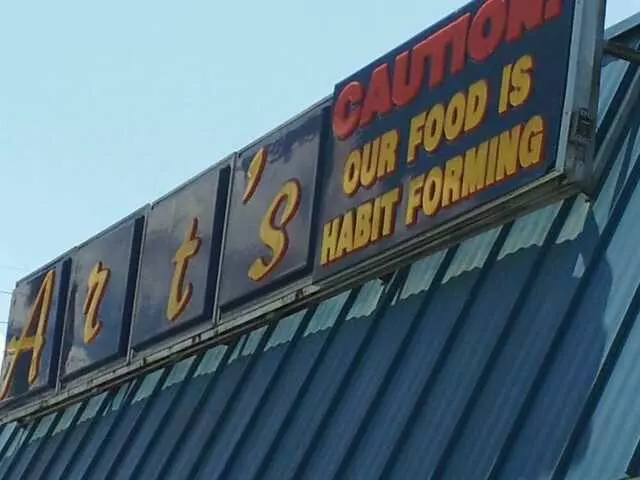 Art's
CAUTION!
OUR FOOD IS
HABIT FORMING